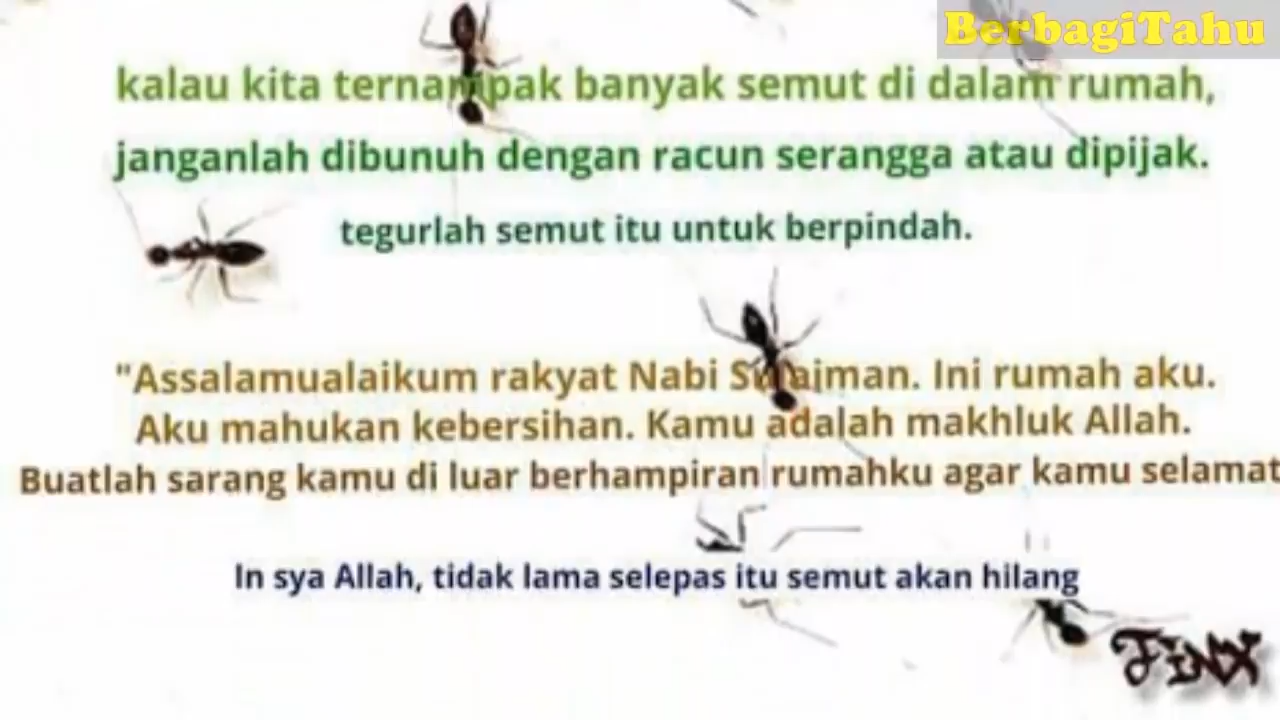 BerbagiTahu
kalau kita ternampak banyak semut di dalam rumah,
janganlah dibunuh dengan racun serangga atau dipijak.
tegurlah semut itu untuk berpindah.
"Assalamualaikum rakyat Nabi Sulaiman. Ini rumah aku.
Aku mahukan kebersihan. Kamu adalah makhluk Allah.
Buatlah sarang kamu di luar berhampiran rumahku agar kamu selamat
In sya Allah, tidak lama selepas itu semut akan hilang
FiNX